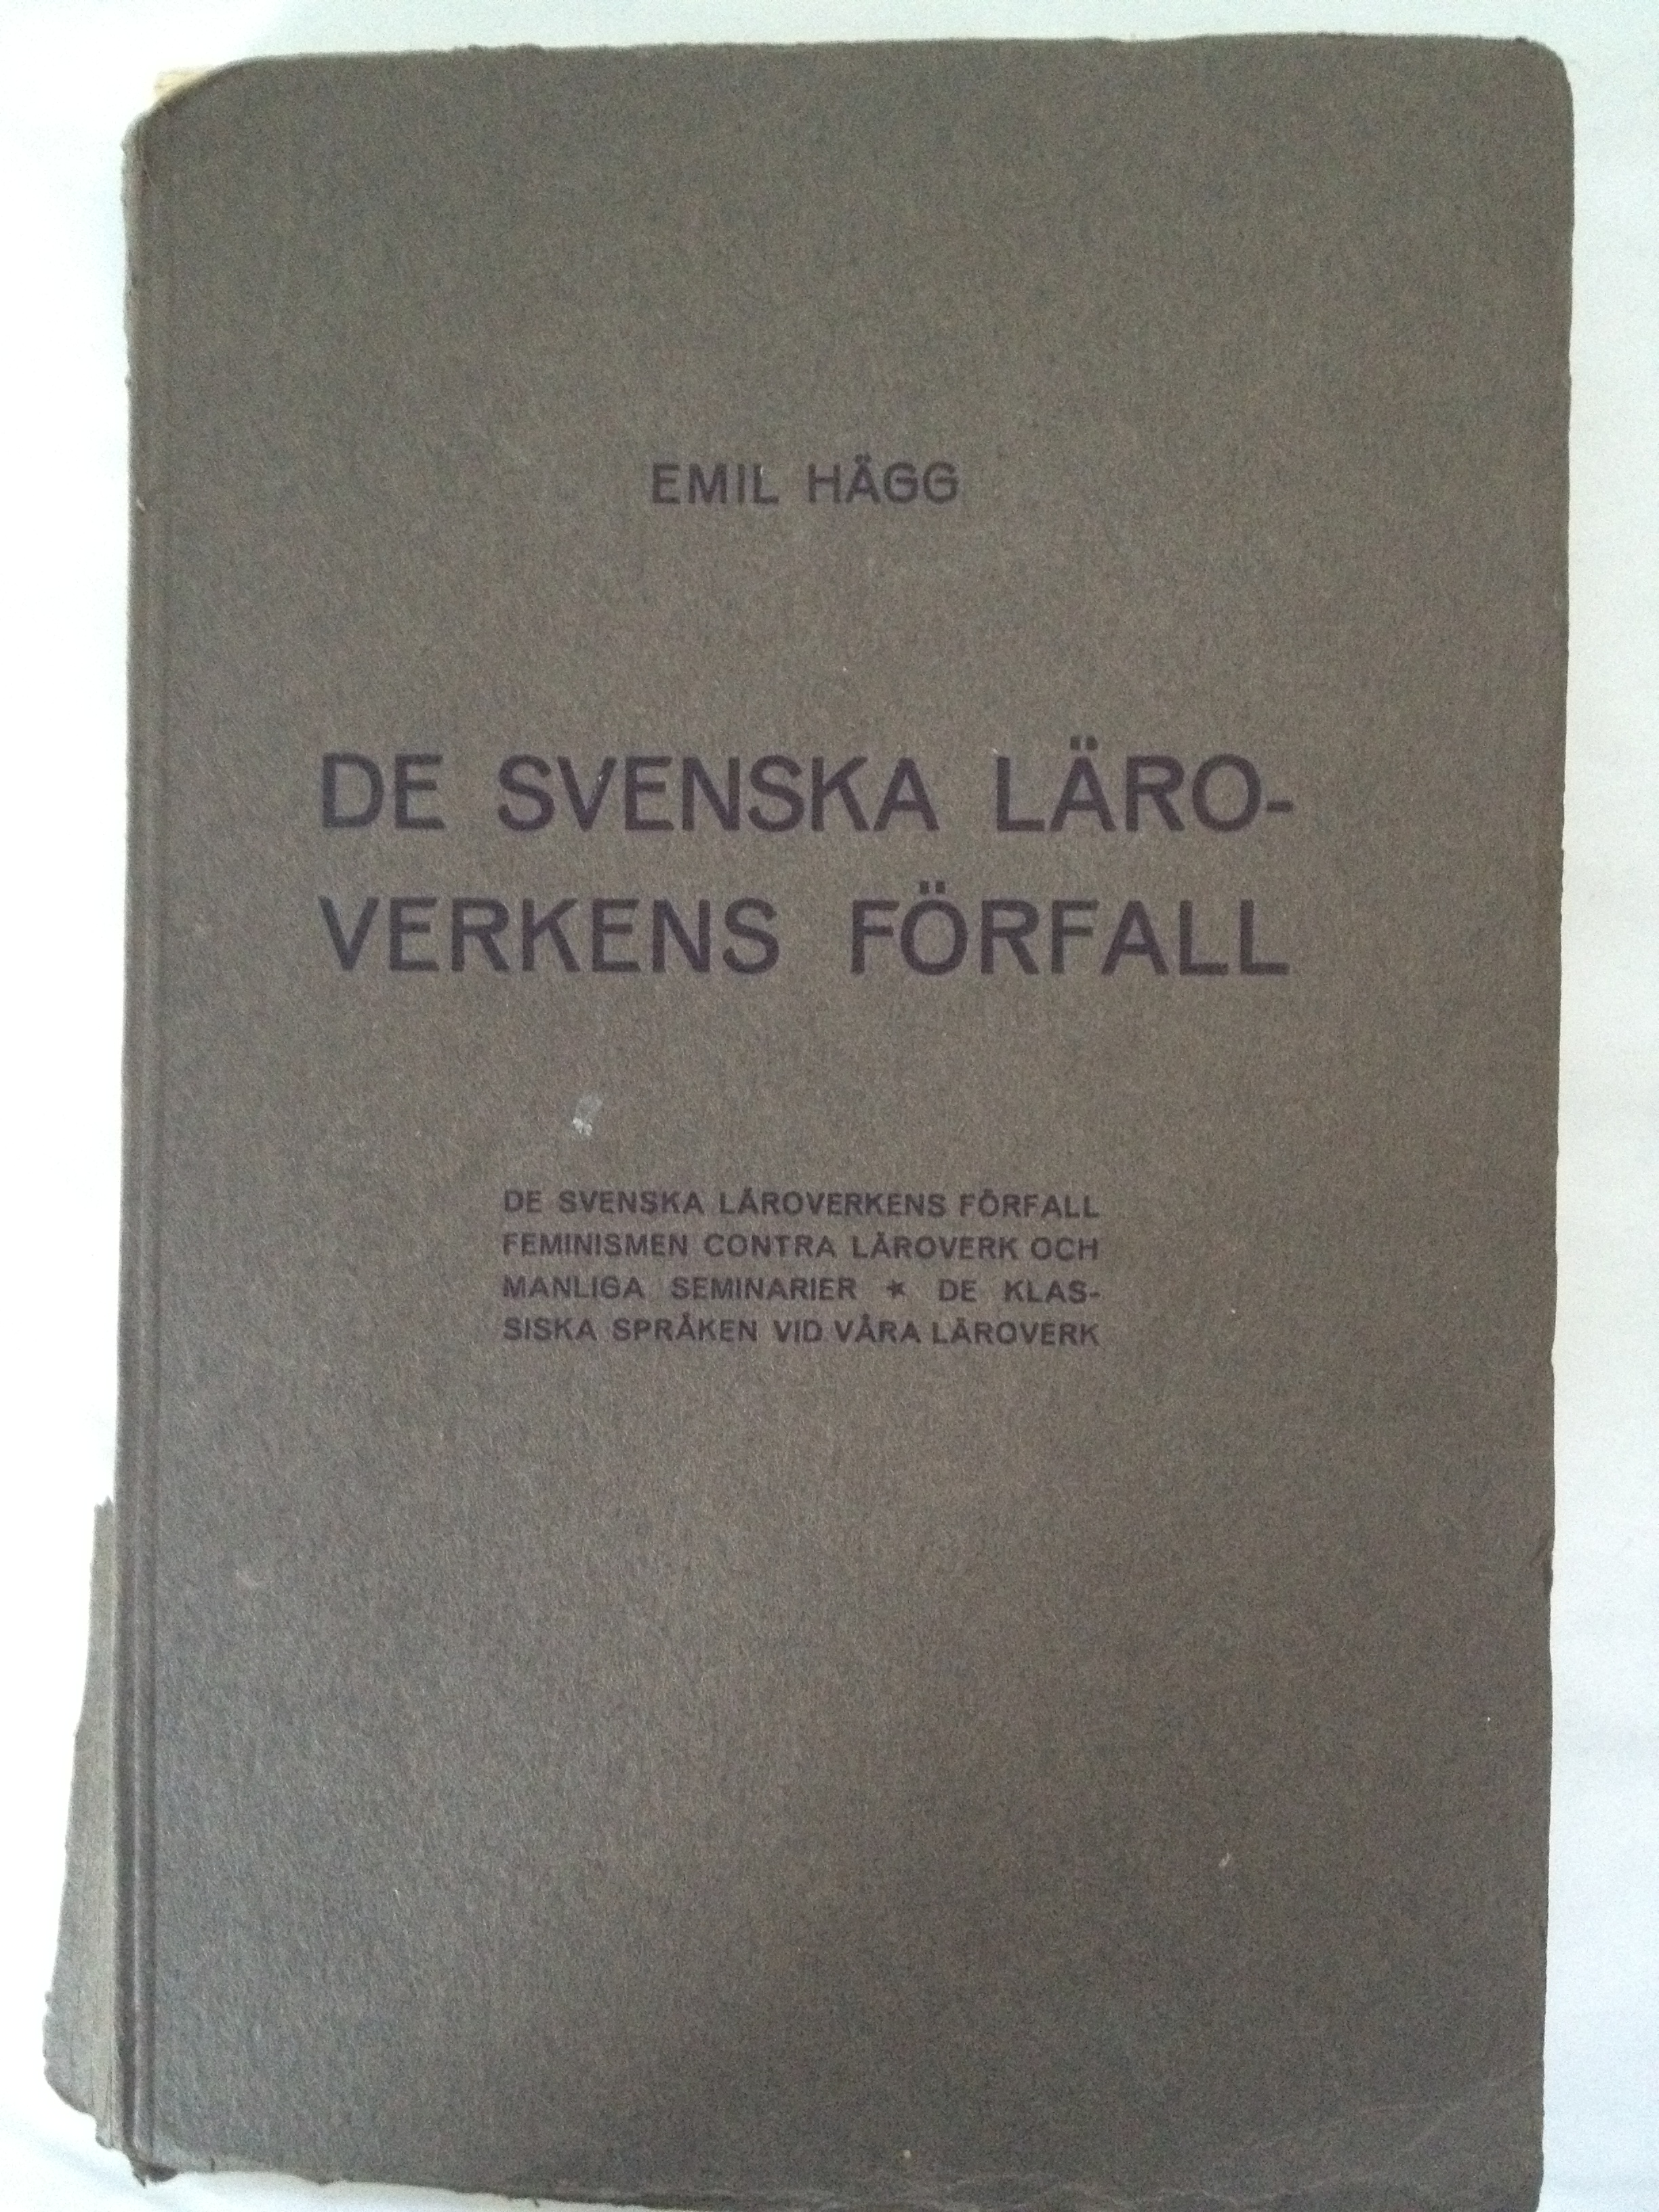 EMIL HÄGG
DE SVENSKA LÄRO-
VERKENS FÖRFALL
DE SVENSKA LÄROVERKENS FÖRFALL
FEMINISMEN CONTRA LÄROVERK OCH
MANLIGA SEMINARIER ★ DE KLAS-
SISKA SPRÅKEN VID VÅRA LÄROVERK